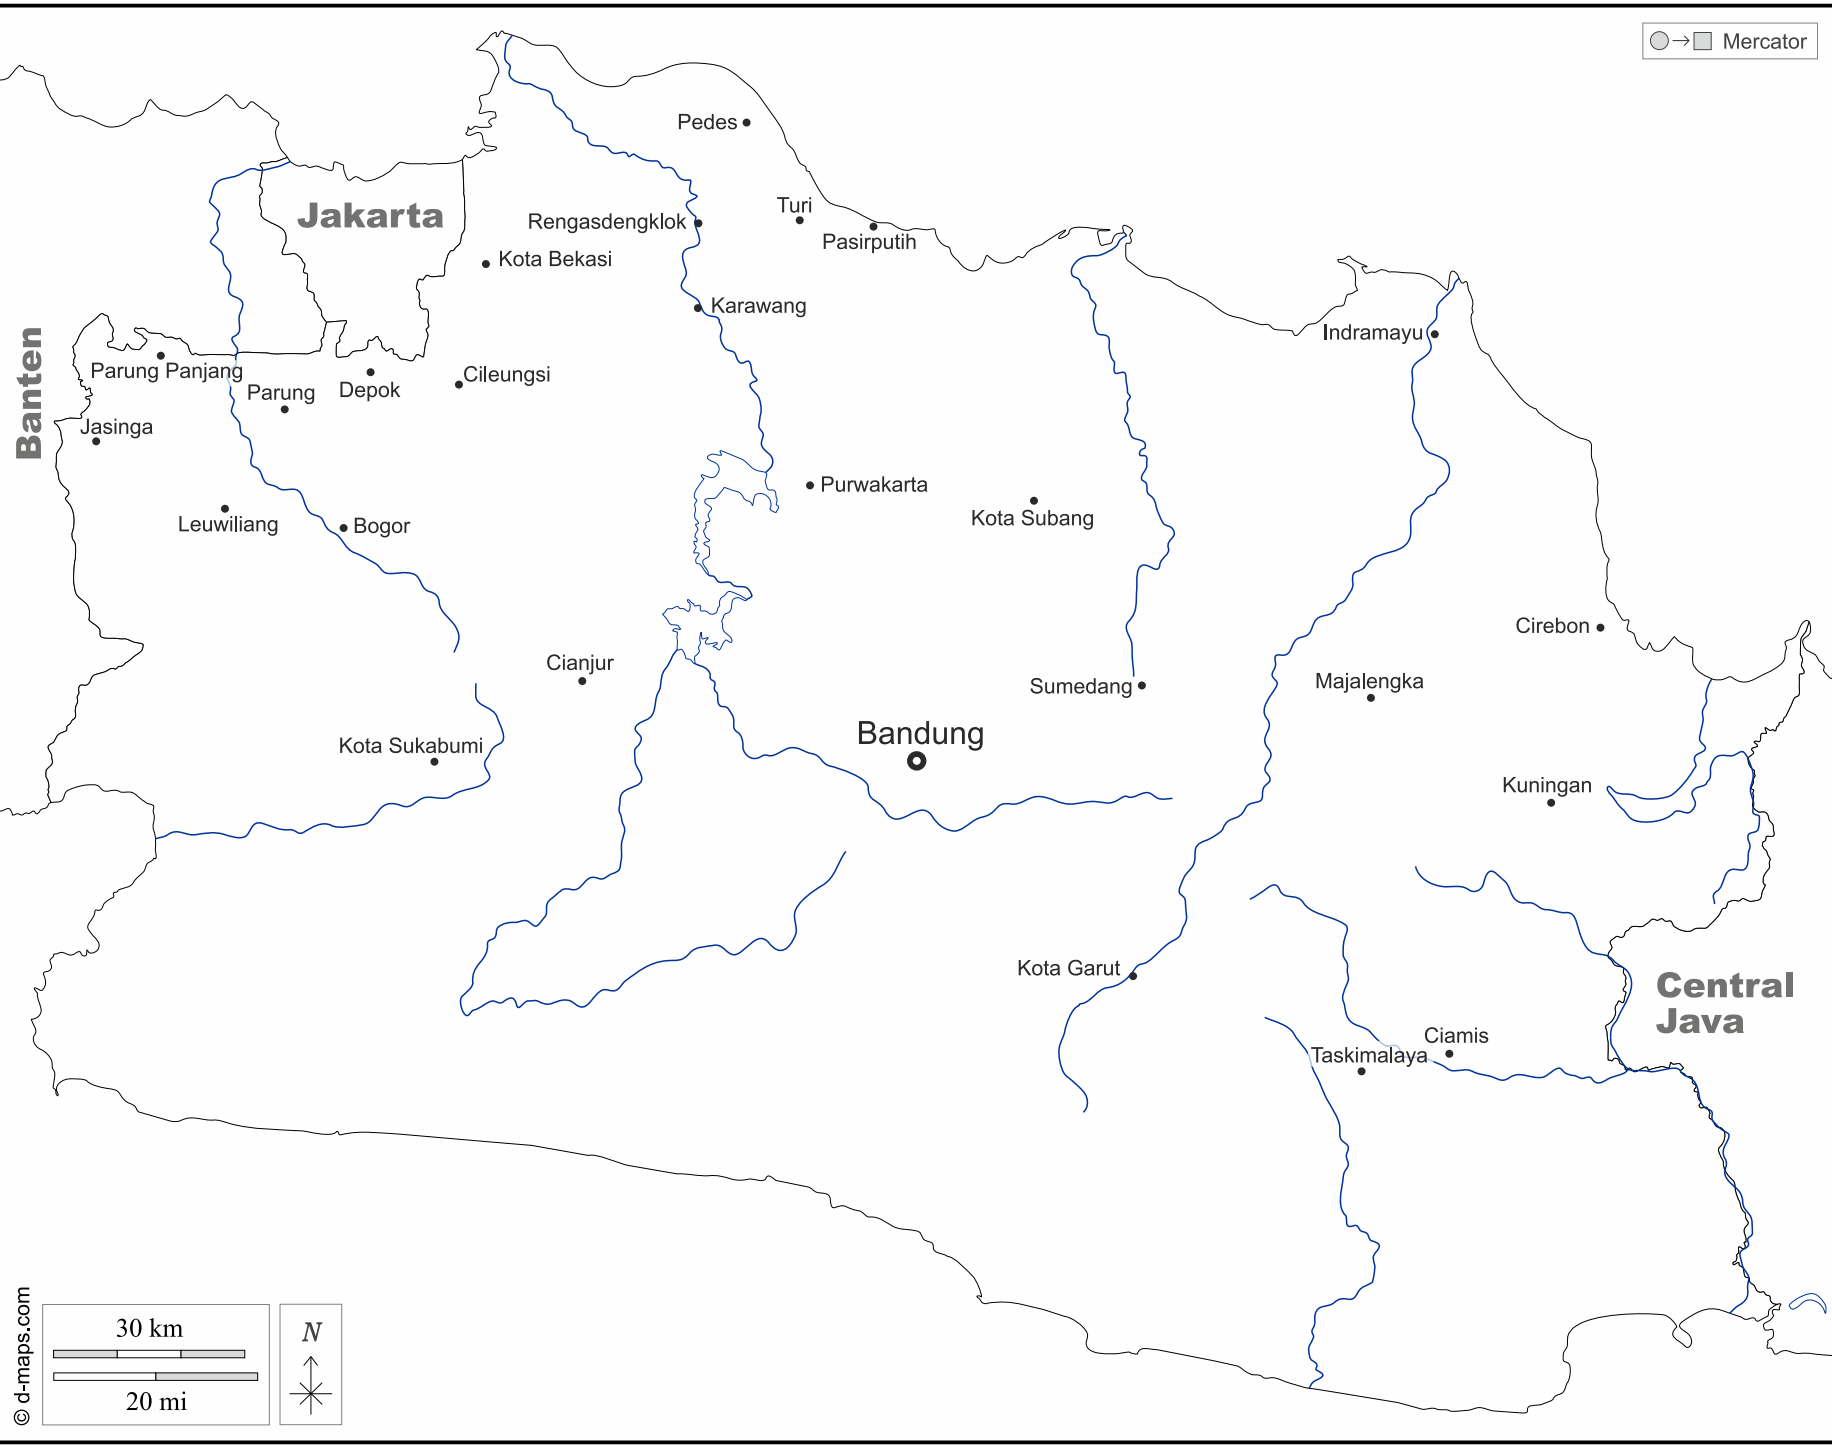 Mercator
Pedes
Turi
Jakarta
Rengasdengklok
Pasirputih
Kota Bekasi
Karawang
Indramayu
Banten
Parung Panjang
Cileungsi
Parung
Depok
Jasinga
Purwakarta
Kota Subang
Leuwiliang
Bogor
Cirebon
Cianjur
Majalengka
Sumedang
Bandung
Kota Sukabumi
Kuningan
Kota Garut
Central
Java
Ciamis
Taskimalaya
30 km
20 mi
N
© d-maps.com